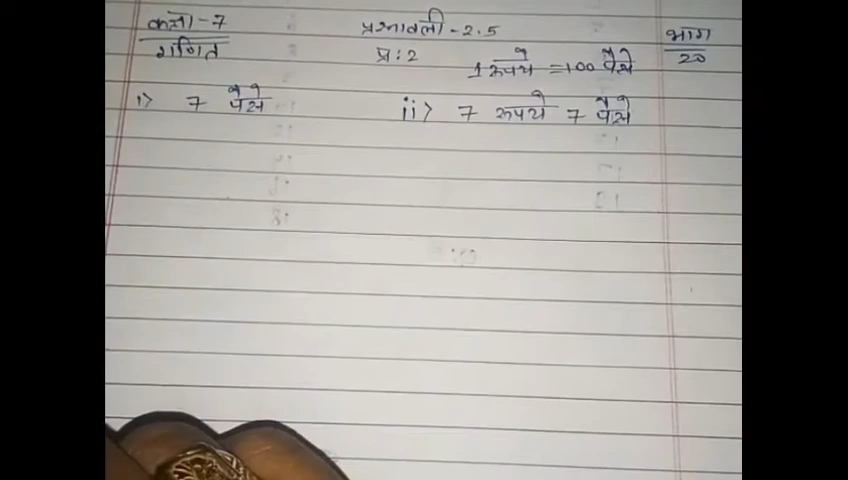 कक्षा-7 प्रश्नावली-2.5 भाग
गणित प्र:2 1 रूपये =100 पैसे 20
i> 7 पैसे ii> 7 रूपये 7 पैसे